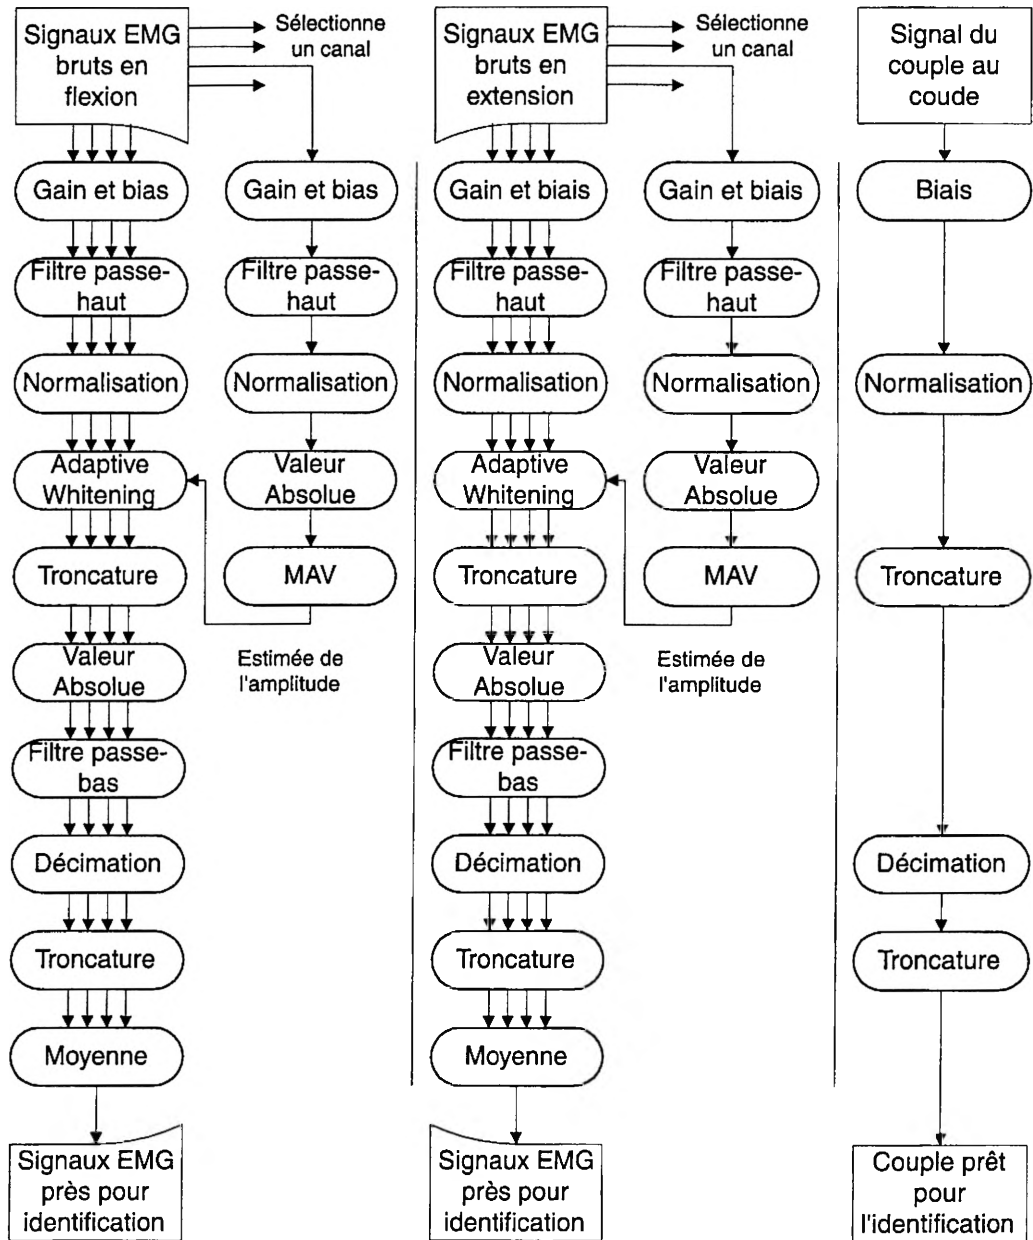 Signaux EMG
bruts en
flexion
Sélectionne
un canal
Gain et bias
Gain et bias
Filtre passe-
haut
Filtre passe-
haut
Normalisation
Normalisation
Adaptive
Whitening
Valeur
Absolue
Troncature
MAV
Valeur
Absolue
Estimée de
l'amplitude
Filtre passe-
bas
Décimation
Troncature
Moyenne
Signaux EMG
près pour
identification
Signaux EMG
bruts en
extension
Sélectionne
un canal
Gain et biais
Gain et biais
Filtre passe-
haut
Filtre passe-
haut
Normalisation
Normalisation
Adaptive
Whitening
Valeur
Absolue
Troncature
MAV
Valeur
Absolue
Estimée de
l'amplitude
Filtre passe-
bas
Décimation
Troncature
Moyenne
Signaux EMG
près pour
identification
Signal du
couple au
coude
Biais
Normalisation
Troncature
Décimation
Troncature
Couple prêt
pour
l'identification